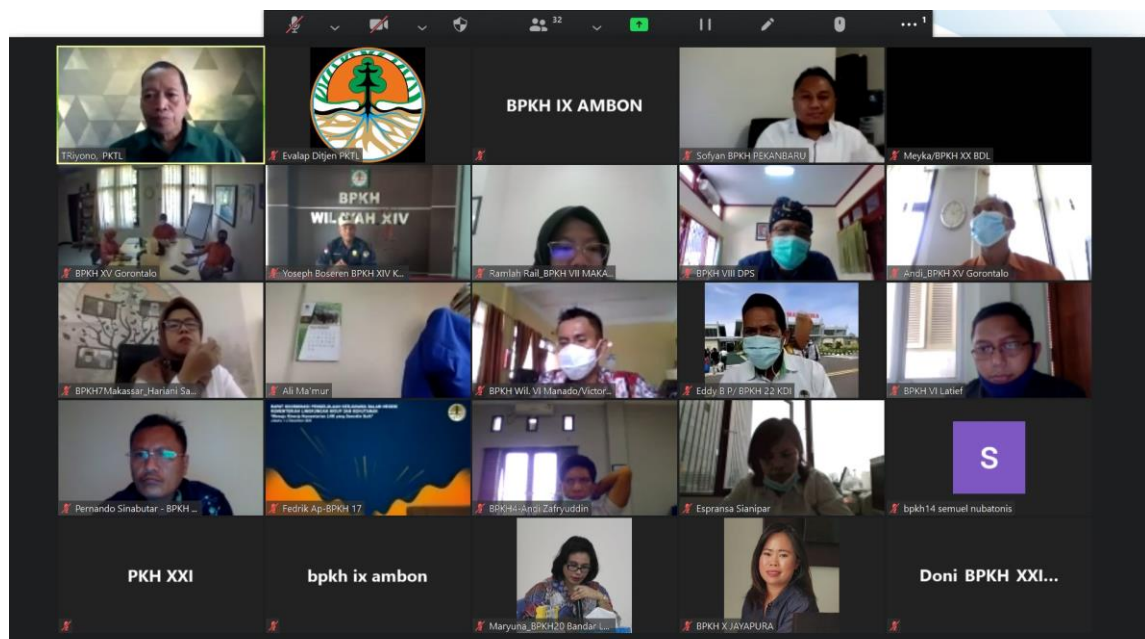 32
1
BPKH IX AMBON
TRiyono, PKTL
Evalap Ditjen PKTL
Sofyan BPKH PEKANBARU
Meyka/BPKH XX BDL
BPKH
WILAYAH XIV
BPKH XV Gorontalo
Yoseph Boseren BPKH XIV K...
Ramlah Rail_BPKH VII MAKA...
BPKH VIII DPS
Andi_BPKH XV Gorontalo
BPKH7Makassar_Hariani Sa...
Ali Ma'mur
BPKH Wil. VI Manado/Victor...
Eddy B P/ BPKH 22 KDI
BPKH VI Latief
S
Pernando Sinabutar - BPKH ...
Fedrik Ap-BPKH 17
BPKH4-Andi Zafryuddin
Espransa Sianipar
bpkh14 semuel nubatonis
PKH XXI
bpkh ix ambon
Doni BPKH XXI...
Maryuna_BPKH20 Bandar L...
BPKH X JAYAPURA